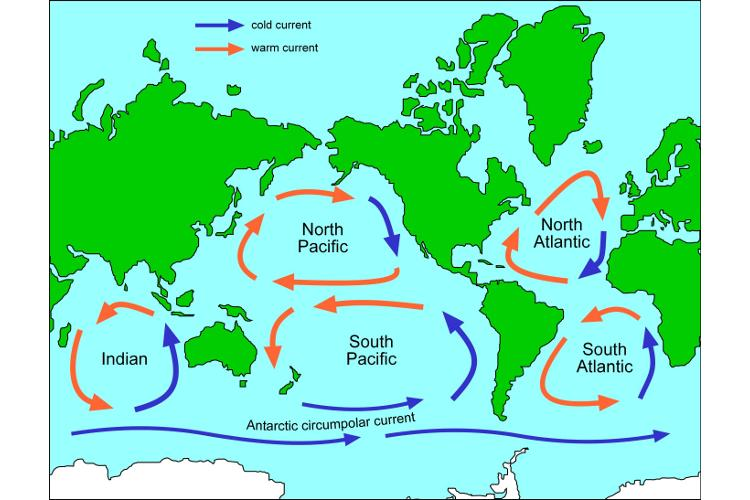 cold current
warm current
North
Pacific
North
Atlantic
Indian
South
Pacific
South
Atlantic
Antarctic circumpolar current